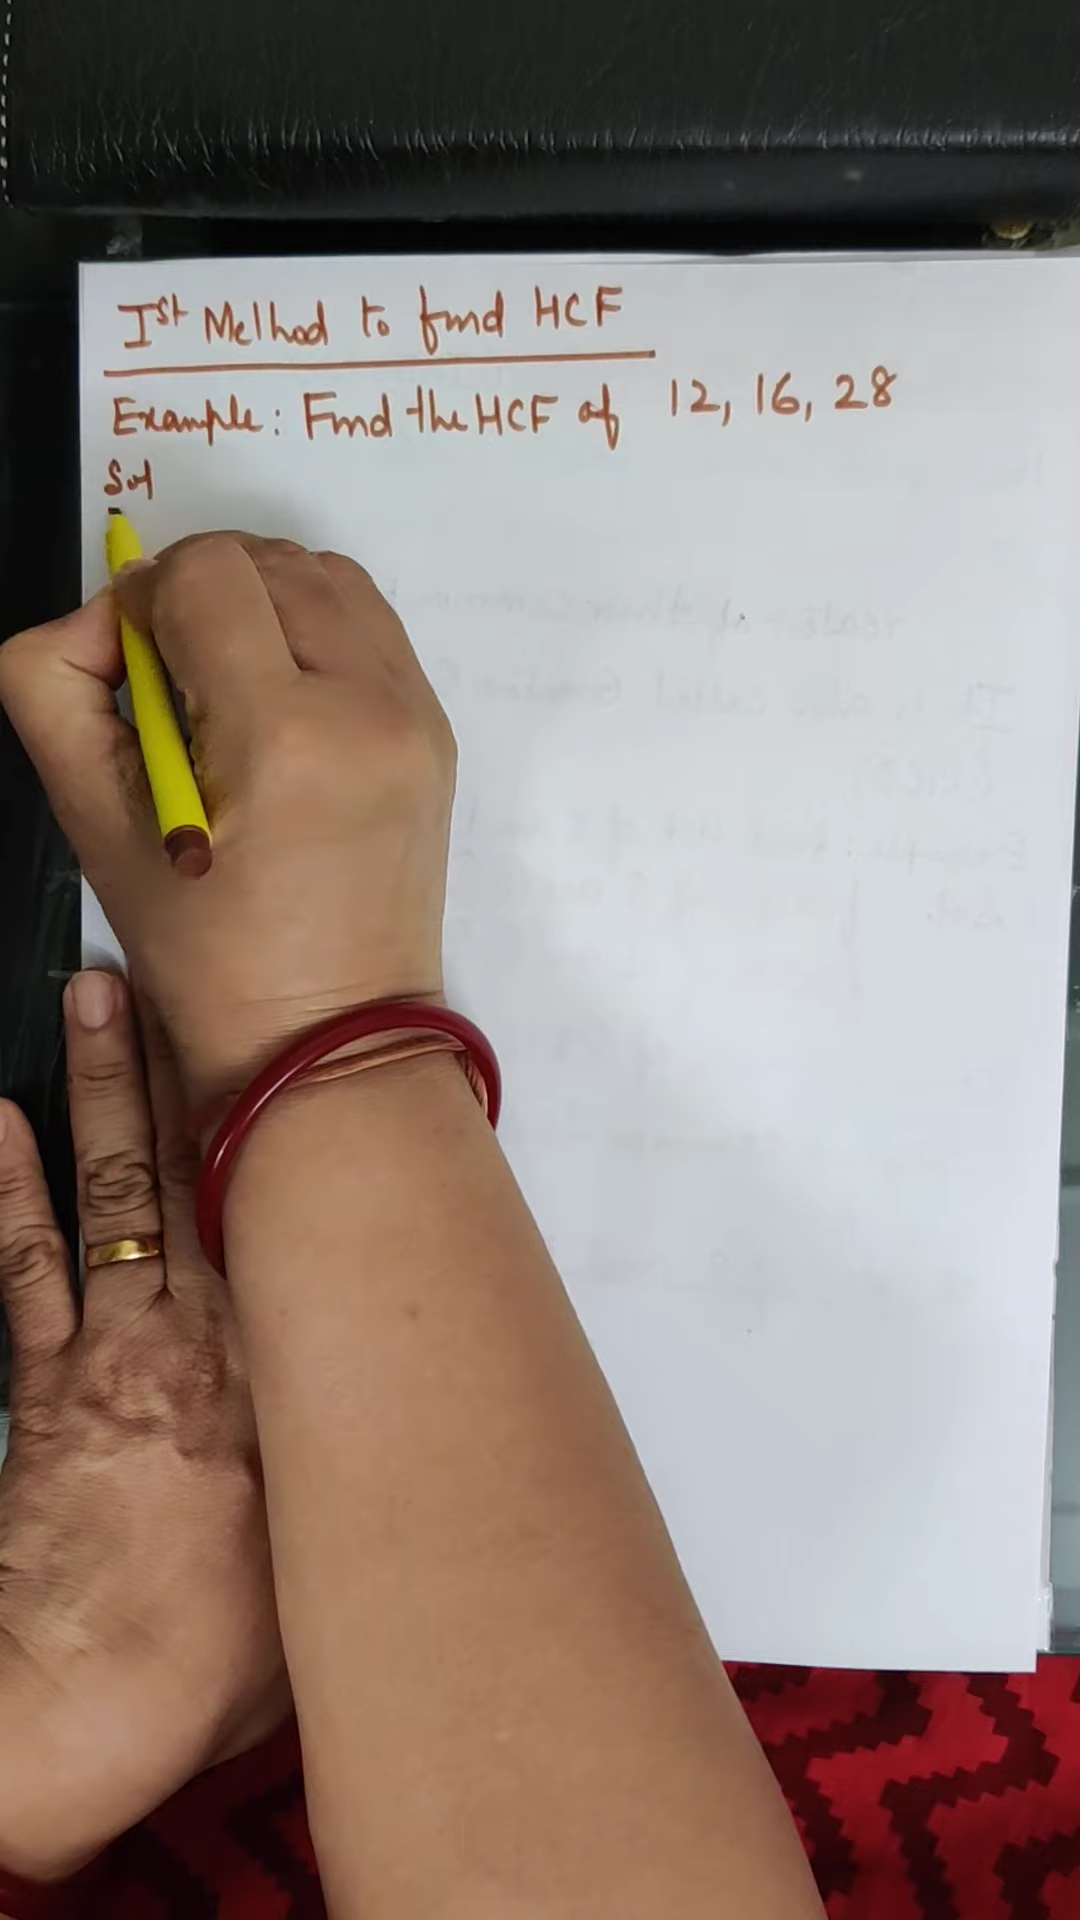 Ist Method to find HCF
Example: Find the HCF of 12, 16, 28
Sol